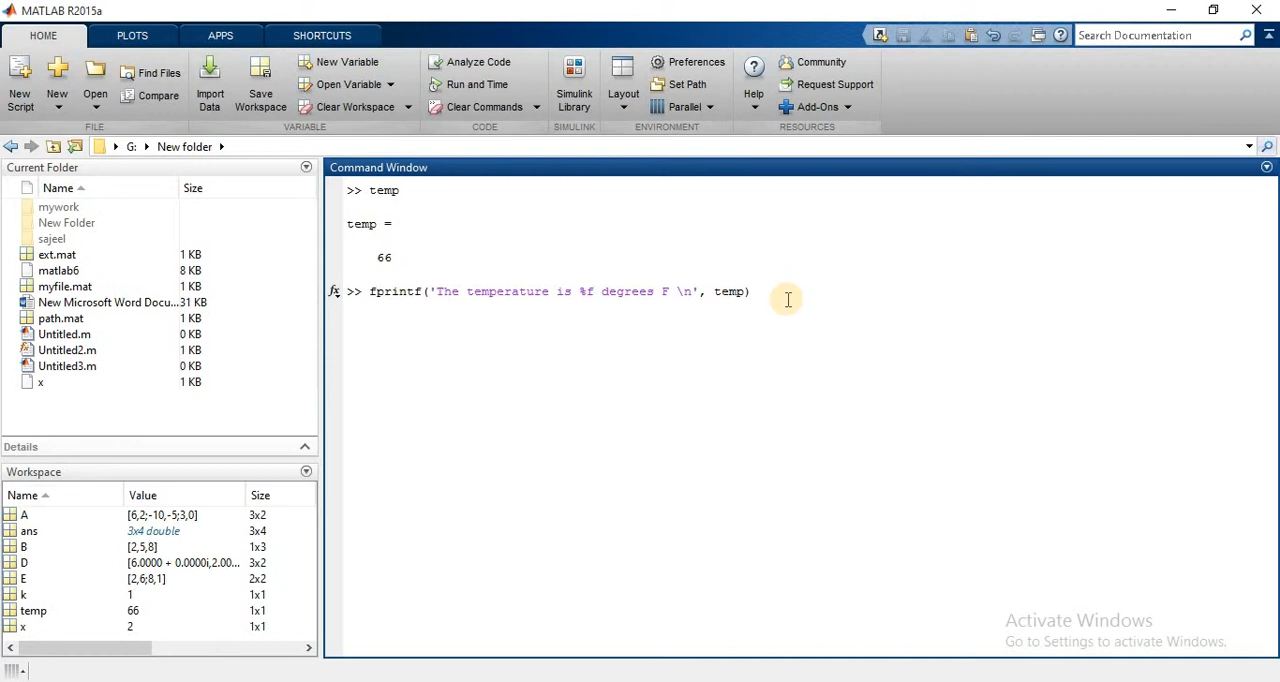 MATLAB R2015a
HOME PLOTS APPS SHORTCUTS Search Documentation
New Script
New
Open
Find Files
Compare
FILE
Import Data
Save Workspace
New Variable
Open Variable
Clear Workspace
VARIABLE
Analyze Code
Run and Time
Clear Commands
CODE
Simulink Library
SIMULINK
Layout
Preferences
Set Path
Parallel
ENVIRONMENT
Help
Community
Request Support
Add-Ons
RESOURCES
G: New folder
Current Folder
Name Size
mywork
New Folder
sajeel
ext.mat 1 KB
matlab6 8 KB
myfile.mat 1 KB
New Microsoft Word Docu... 31 KB
path.mat 1 KB
Untitled.m 0 KB
Untitled2.m 1 KB
Untitled3.m 0 KB
x 1 KB
Details
Workspace
Name Value Size
A [6,2;-10,-5;3,0] 3x2
ans 3x4 double 3x4
B [2,5,8] 1x3
D [6.0000 + 0.0000i,2.00... 3x2
E [2,6;8,1] 2x2
k 1 1x1
temp 66 1x1
x 2 1x1
Command Window
>> temp
temp =
66
fx >> fprintf('The temperature is %f degrees F \n', temp)
Activate Windows
Go to Settings to activate Windows.